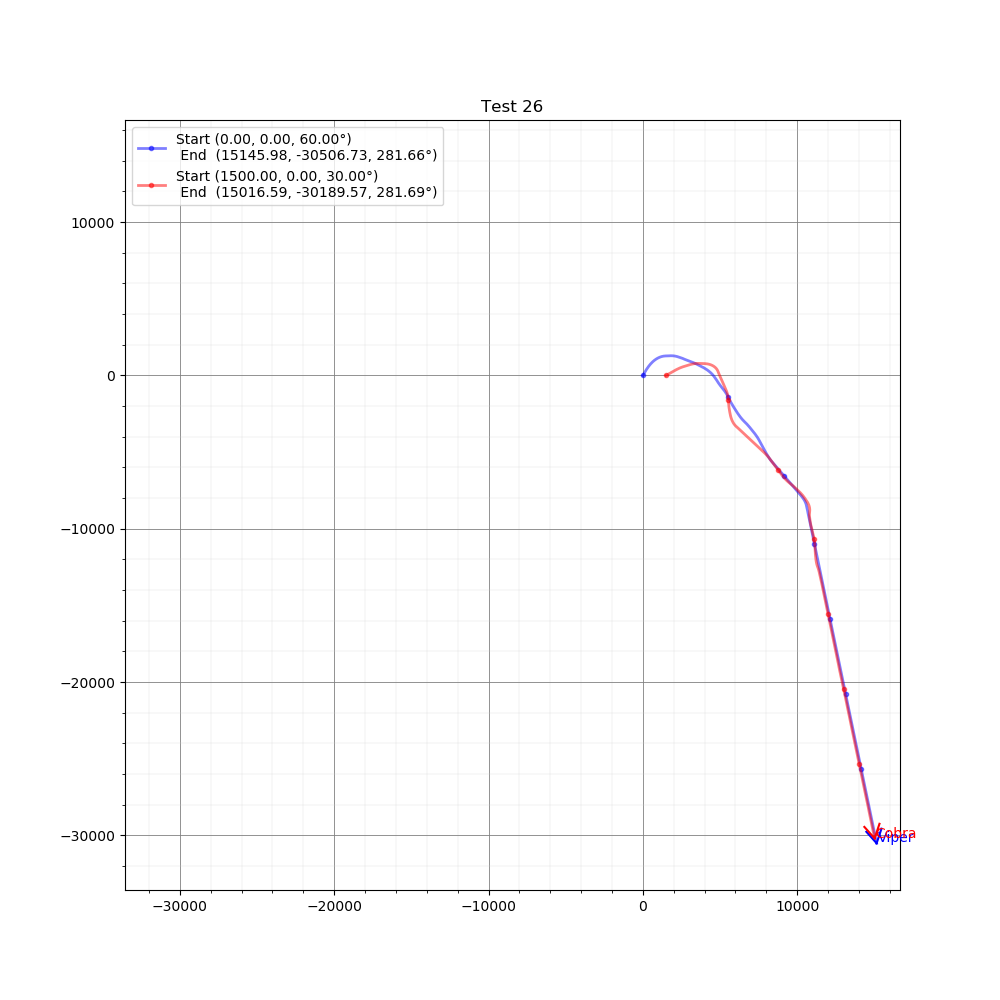 Test 26
Start (0.00, 0.00, 60.00°)
End  (15145.98, -30506.73, 281.66°)
Start (1500.00, 0.00, 30.00°)
End  (15016.59, -30189.57, 281.69°)
10000
0
−10000
−20000
−30000
Cobra
Viper
−30000
−20000
−10000
0
10000